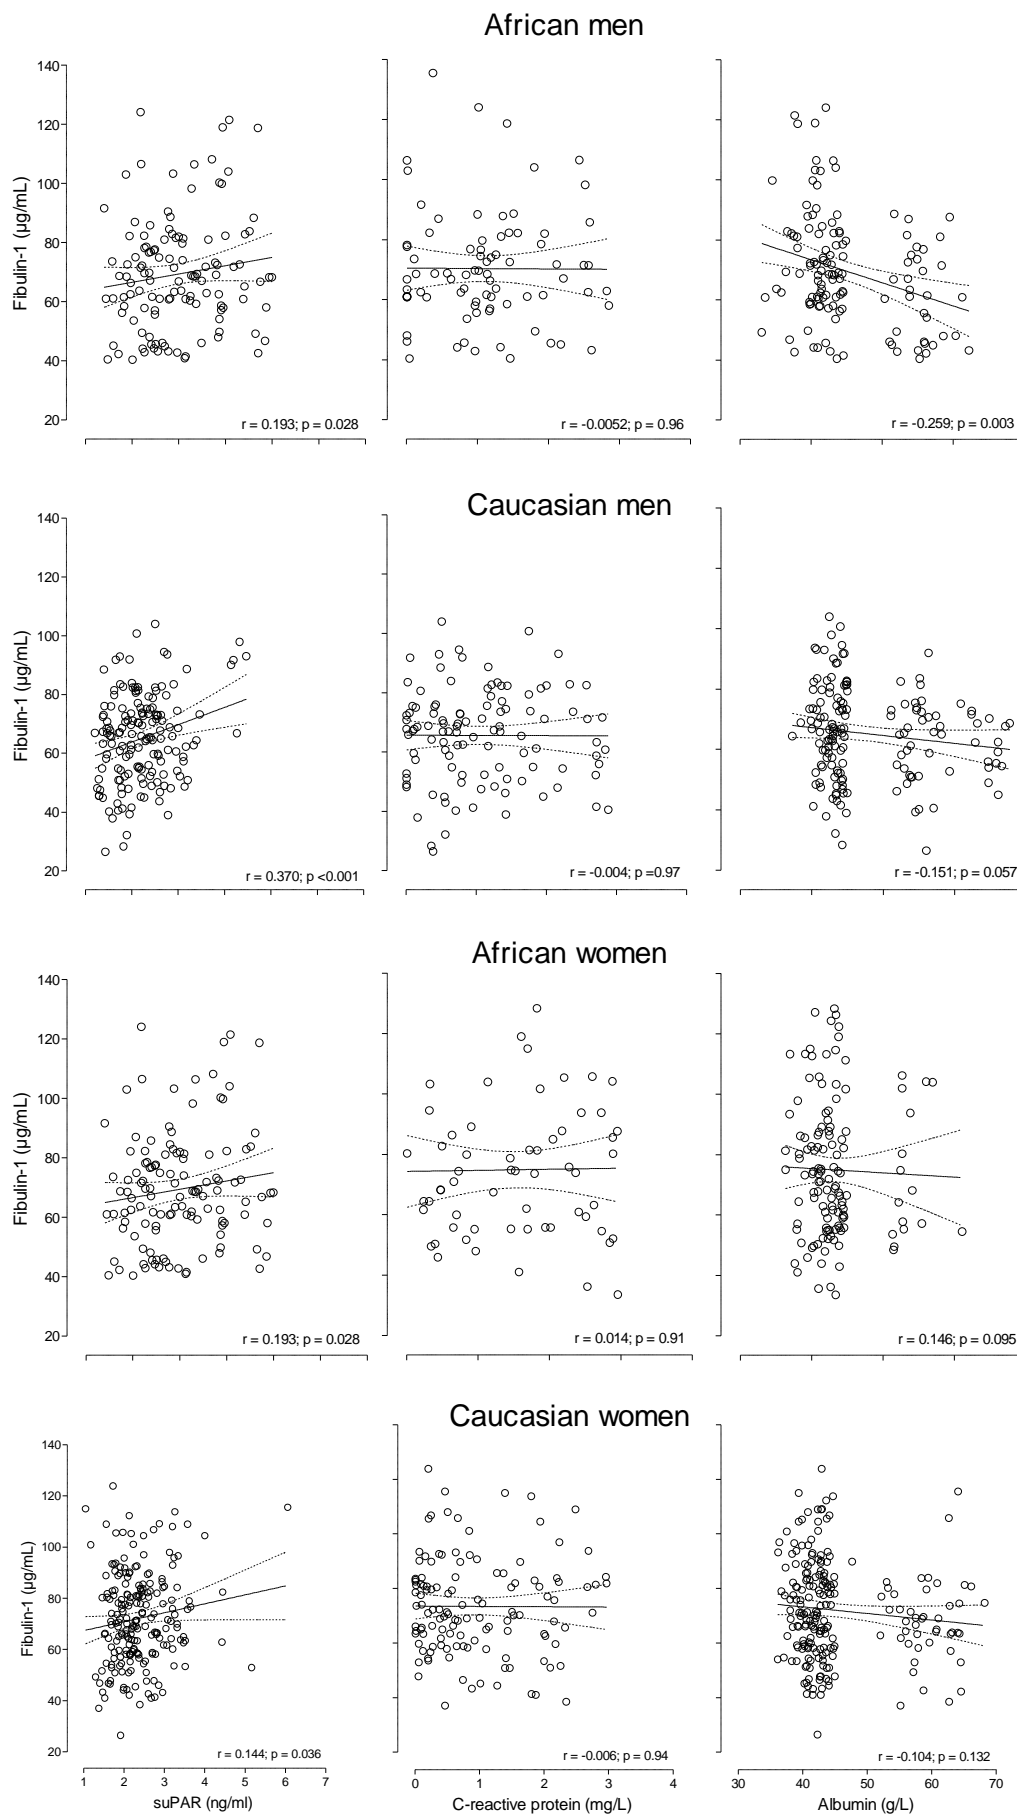 African men
140
120
100
80
60
40
20
Fibulin-1 (µg/mL)
r = 0.193; p = 0.028
r = -0.0052; p = 0.96
r = -0.259; p = 0.003
Caucasian men
140
120
100
80
60
40
20
Fibulin-1 (µg/mL)
r = 0.370; p <0.001
r = -0.004; p =0.97
r = -0.151; p = 0.057
African women
140
120
100
80
60
40
20
Fibulin-1 (µg/mL)
r = 0.193; p = 0.028
r = 0.014; p = 0.91
r = 0.146; p = 0.095
Caucasian women
140
120
100
80
60
40
20
Fibulin-1 (µg/mL)
r = 0.144; p = 0.036
r = -0.006; p = 0.94
r = -0.104; p = 0.132
1 2 3 4 5 6 7
0 1 2 3 4
30 40 50 60 70
suPAR (ng/ml)
C-reactive protein (mg/L)
Albumin (g/L)